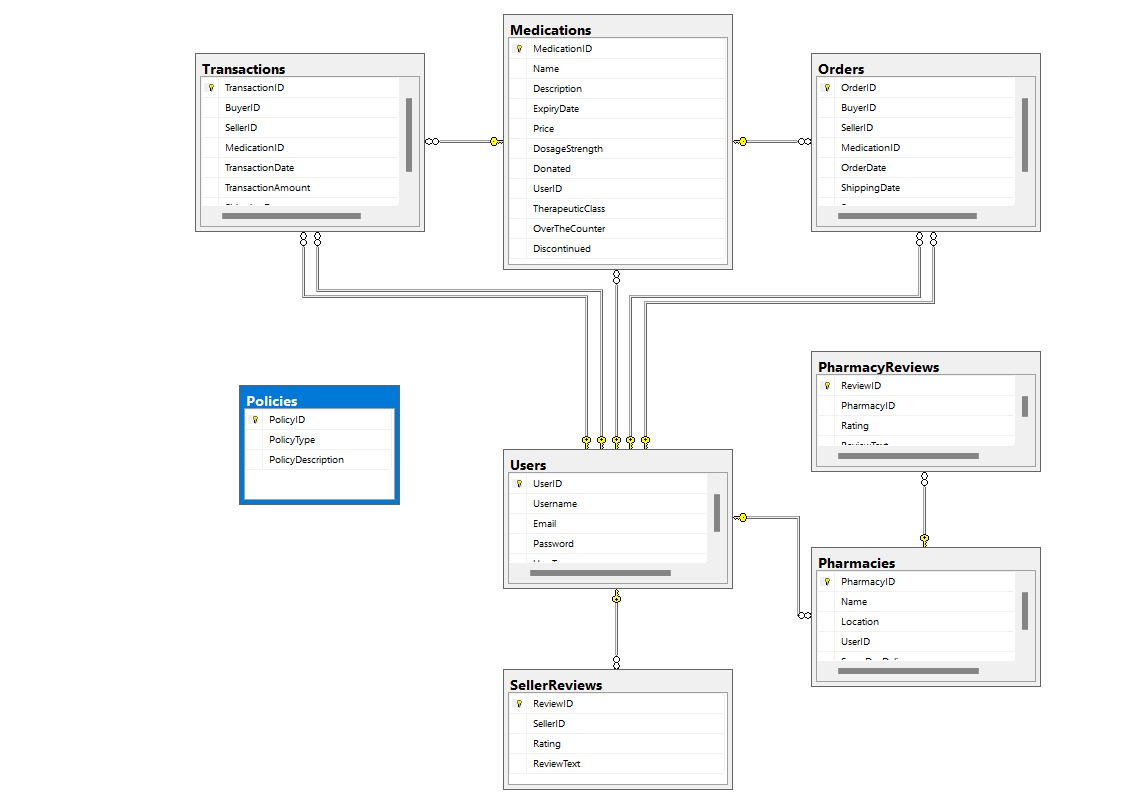 Medications
MedicationID
Name
Description
ExpiryDate
Price
DosageStrength
Donated
UserID
TherapeuticClass
OverTheCounter
Discontinued
Transactions
TransactionID
BuyerID
SellerID
MedicationID
TransactionDate
TransactionAmount
Orders
OrderID
BuyerID
SellerID
MedicationID
OrderDate
ShippingDate
Policies
PolicyID
PolicyType
PolicyDescription
Users
UserID
Username
Email
Password
PharmacyReviews
ReviewID
PharmacyID
Rating
ReviewText
Pharmacies
PharmacyID
Name
Location
UserID
SellerReviews
ReviewID
SellerID
Rating
ReviewText